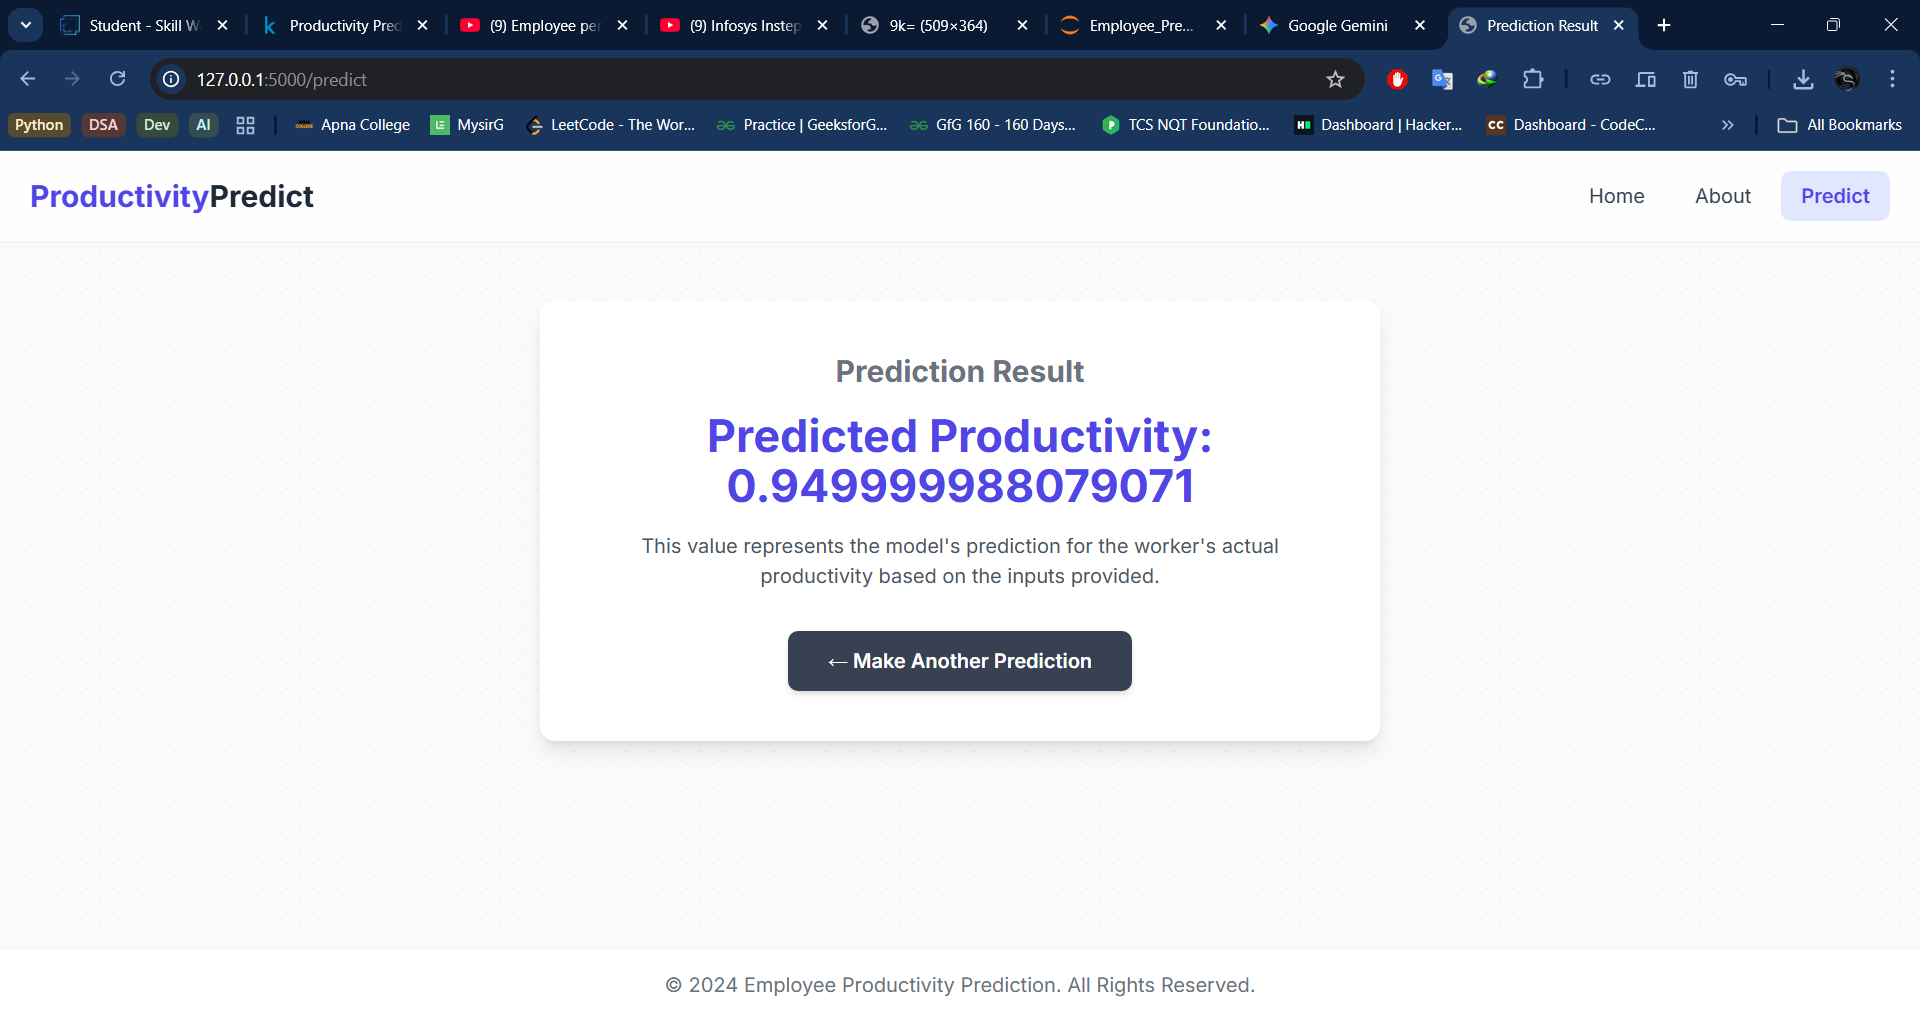 Student - Skill W
Productivity Pred
(9) Employee per
(9) Infosys Instep
9k= (509×364)
Employee_Pre...
Google Gemini
Prediction Result
127.0.0.1:5000/predict
Python
DSA
Dev
AI
Apna College
MysirG
LeetCode - The Wor...
Practice | GeeksforG...
GfG 160 - 160 Days...
TCS NQT Foundatio...
Dashboard | Hacker...
Dashboard - CodeC...
All Bookmarks
ProductivityPredict
Home
About
Predict
Prediction Result
Predicted Productivity:
0.949999988079071
This value represents the model's prediction for the worker's actual
productivity based on the inputs provided.
← Make Another Prediction
© 2024 Employee Productivity Prediction. All Rights Reserved.